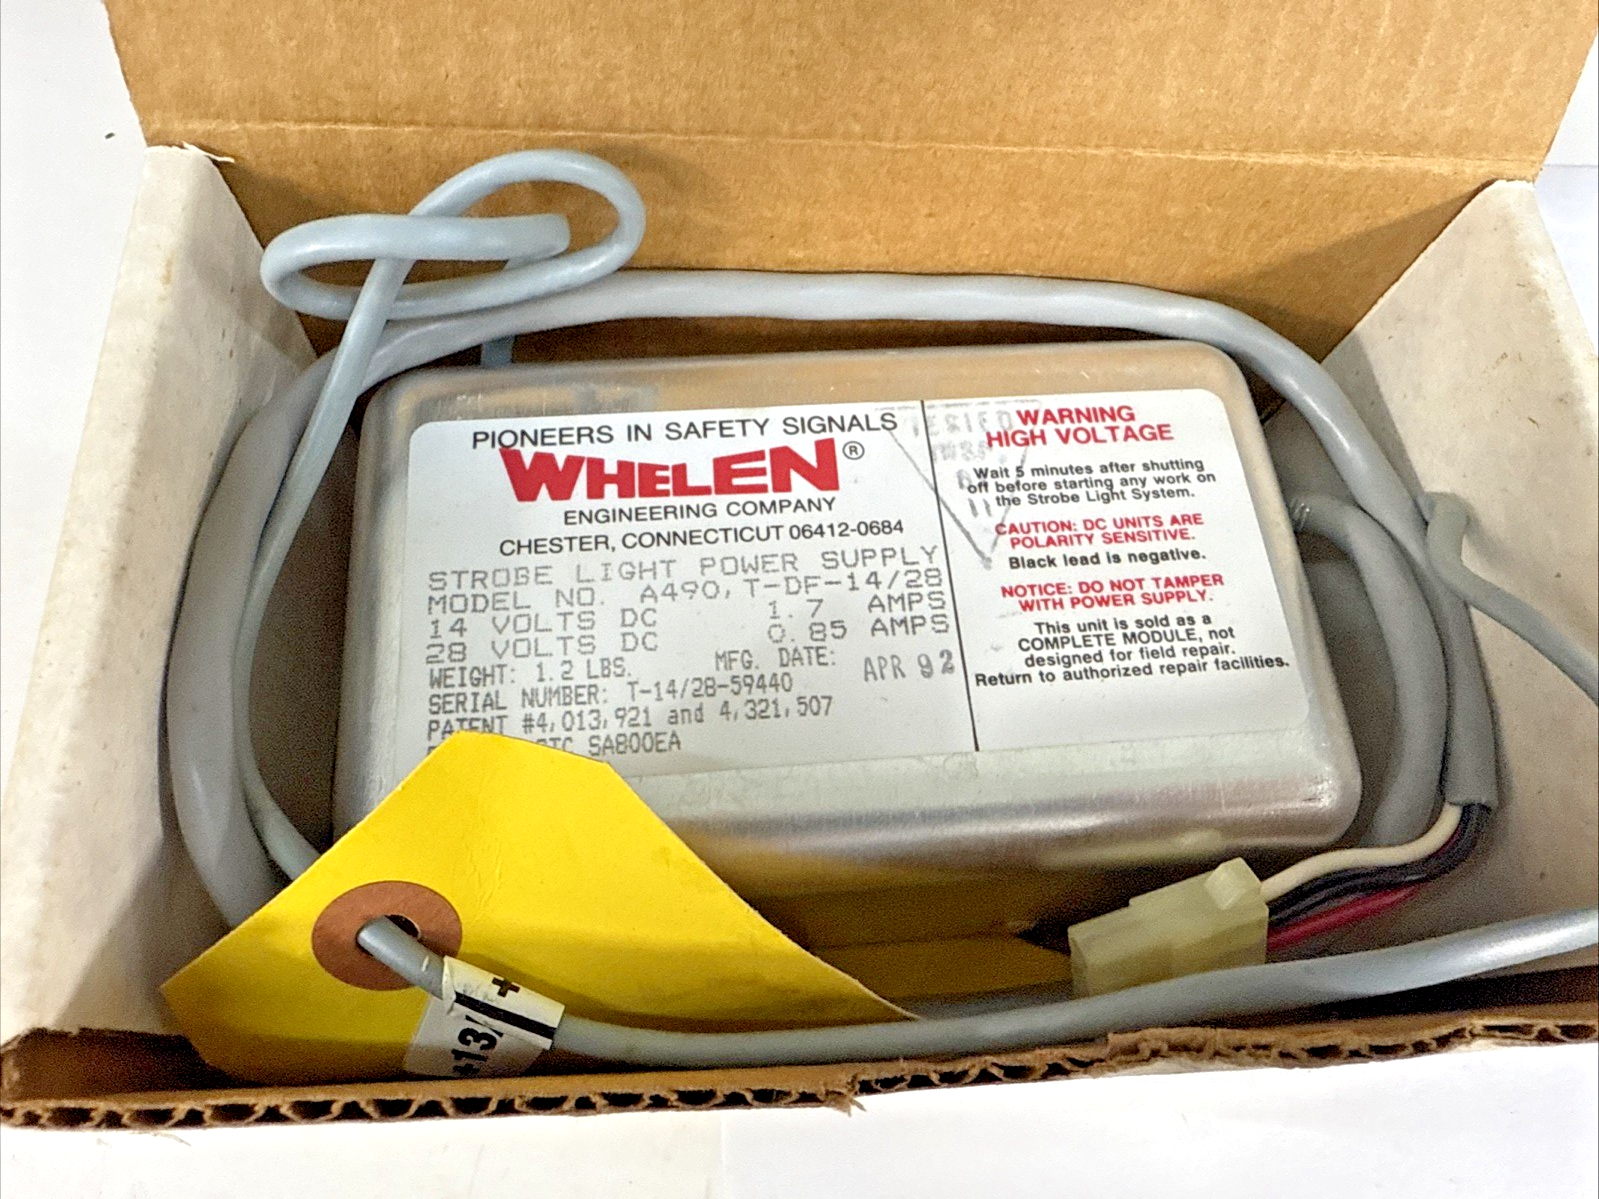 PIONEERS IN SAFETY SIGNALS
WHELEN®
ENGINEERING COMPANY
CHESTER, CONNECTICUT 06412-0684
STROBE LIGHT POWER SUPPLY
MODEL NO. A490, T-DF-14/28
14 VOLTS DC 1.7 AMPS
28 VOLTS DC 0.85 AMPS
WEIGHT: 1.2 LBS. MFG. DATE: APR 92
SERIAL NUMBER: T-14/28-59440
PATENT #4,013,921 and 4,321,507
SA800EA
TESTED
WARNING
HIGH VOLTAGE
Wait 5 minutes after shutting
off before starting any work on
the Strobe Light System.
CAUTION: DC UNITS ARE
POLARITY SENSITIVE.
Black lead is negative.
NOTICE: DO NOT TAMPER
WITH POWER SUPPLY.
This unit is sold as a
COMPLETE MODULE, not
designed for field repair.
Return to authorized repair facilities.
+13/
+